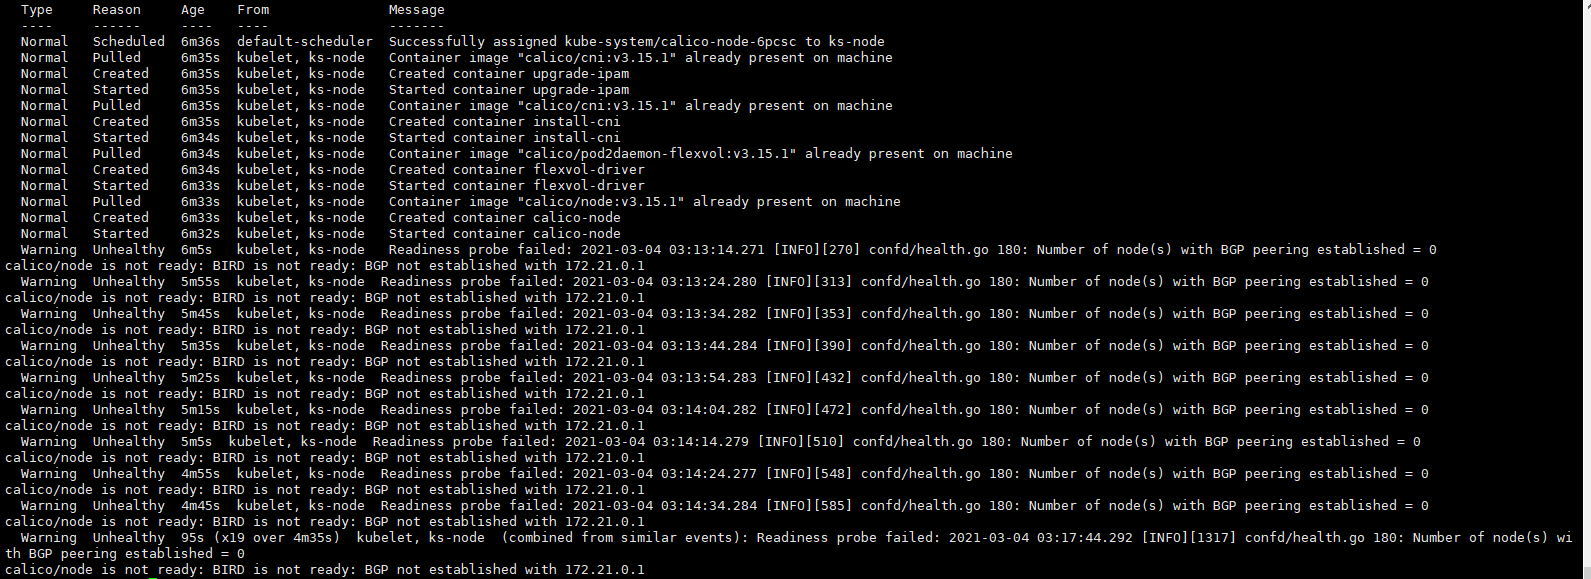 Type     Reason     Age    From               Message
----     ------     ----   ----               -------
Normal   Scheduled  6m36s  default-scheduler  Successfully assigned kube-system/calico-node-6pcsc to ks-node
Normal   Pulled     6m35s  kubelet, ks-node   Container image "calico/cni:v3.15.1" already present on machine
Normal   Created    6m35s  kubelet, ks-node   Created container upgrade-ipam
Normal   Started    6m35s  kubelet, ks-node   Started container upgrade-ipam
Normal   Pulled     6m35s  kubelet, ks-node   Container image "calico/cni:v3.15.1" already present on machine
Normal   Created    6m35s  kubelet, ks-node   Created container install-cni
Normal   Started    6m34s  kubelet, ks-node   Started container install-cni
Normal   Pulled     6m34s  kubelet, ks-node   Container image "calico/pod2daemon-flexvol:v3.15.1" already present on machine
Normal   Created    6m34s  kubelet, ks-node   Created container flexvol-driver
Normal   Started    6m33s  kubelet, ks-node   Started container flexvol-driver
Normal   Pulled     6m33s  kubelet, ks-node   Container image "calico/node:v3.15.1" already present on machine
Normal   Created    6m33s  kubelet, ks-node   Created container calico-node
Normal   Started    6m32s  kubelet, ks-node   Started container calico-node
Warning  Unhealthy  6m5s   kubelet, ks-node   Readiness probe failed: 2021-03-04 03:13:14.271 [INFO][270] confd/health.go 180: Number of node(s) with BGP peering established = 0
calico/node is not ready: BIRD is not ready: BGP not established with 172.21.0.1
Warning  Unhealthy  5m55s  kubelet, ks-node  Readiness probe failed: 2021-03-04 03:13:24.280 [INFO][313] confd/health.go 180: Number of node(s) with BGP peering established = 0
calico/node is not ready: BIRD is not ready: BGP not established with 172.21.0.1
Warning  Unhealthy  5m45s  kubelet, ks-node  Readiness probe failed: 2021-03-04 03:13:34.282 [INFO][353] confd/health.go 180: Number of node(s) with BGP peering established = 0
calico/node is not ready: BIRD is not ready: BGP not established with 172.21.0.1
Warning  Unhealthy  5m35s  kubelet, ks-node  Readiness probe failed: 2021-03-04 03:13:44.284 [INFO][390] confd/health.go 180: Number of node(s) with BGP peering established = 0
calico/node is not ready: BIRD is not ready: BGP not established with 172.21.0.1
Warning  Unhealthy  5m25s  kubelet, ks-node  Readiness probe failed: 2021-03-04 03:13:54.283 [INFO][432] confd/health.go 180: Number of node(s) with BGP peering established = 0
calico/node is not ready: BIRD is not ready: BGP not established with 172.21.0.1
Warning  Unhealthy  5m15s  kubelet, ks-node  Readiness probe failed: 2021-03-04 03:14:04.282 [INFO][472] confd/health.go 180: Number of node(s) with BGP peering established = 0
calico/node is not ready: BIRD is not ready: BGP not established with 172.21.0.1
Warning  Unhealthy  5m5s  kubelet, ks-node  Readiness probe failed: 2021-03-04 03:14:14.279 [INFO][510] confd/health.go 180: Number of node(s) with BGP peering established = 0
calico/node is not ready: BIRD is not ready: BGP not established with 172.21.0.1
Warning  Unhealthy  4m55s  kubelet, ks-node  Readiness probe failed: 2021-03-04 03:14:24.277 [INFO][548] confd/health.go 180: Number of node(s) with BGP peering established = 0
calico/node is not ready: BIRD is not ready: BGP not established with 172.21.0.1
Warning  Unhealthy  4m45s  kubelet, ks-node  Readiness probe failed: 2021-03-04 03:14:34.284 [INFO][585] confd/health.go 180: Number of node(s) with BGP peering established = 0
calico/node is not ready: BIRD is not ready: BGP not established with 172.21.0.1
Warning  Unhealthy  95s (x19 over 4m35s)  kubelet, ks-node  (combined from similar events): Readiness probe failed: 2021-03-04 03:17:44.292 [INFO][1317] confd/health.go 180: Number of node(s) wi
th BGP peering established = 0
calico/node is not ready: BIRD is not ready: BGP not established with 172.21.0.1